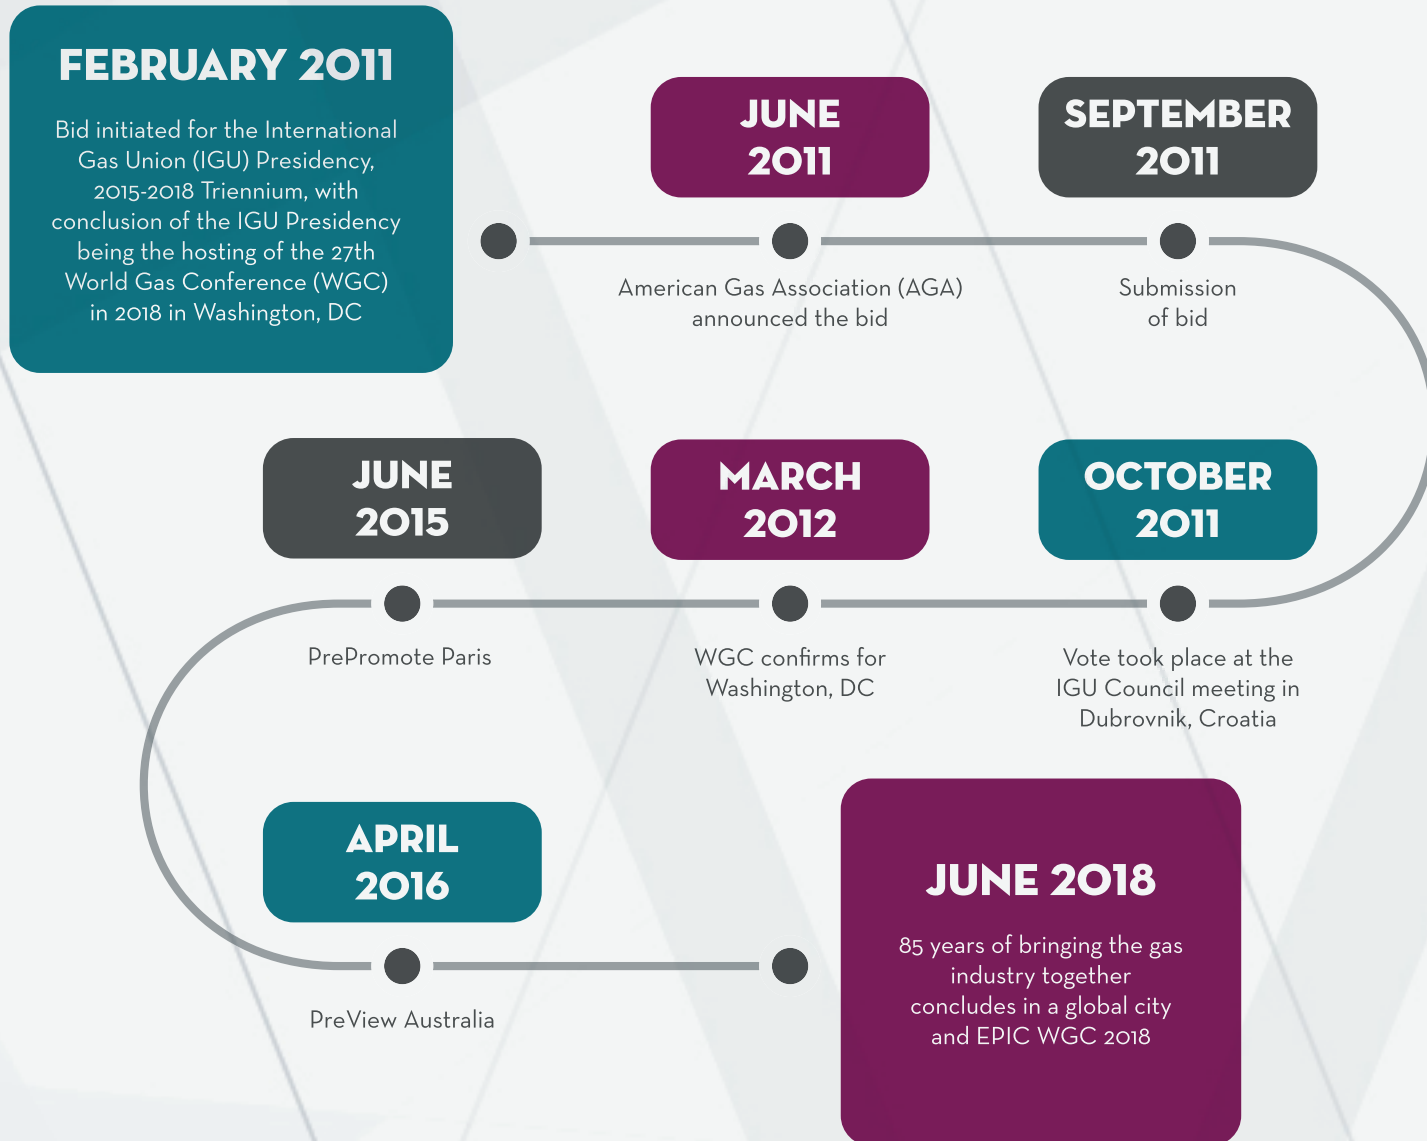 FEBRUARY 2011
Bid initiated for the International
Gas Union (IGU) Presidency,
2015-2018 Triennium, with
conclusion of the IGU Presidency
being the hosting of the 27th
World Gas Conference (WGC)
in 2018 in Washington, DC
JUNE
2011
American Gas Association (AGA)
announced the bid
SEPTEMBER
2011
Submission
of bid
OCTOBER
2011
Vote took place at the
IGU Council meeting in
Dubrovnik, Croatia
MARCH
2012
WGC confirms for
Washington, DC
JUNE
2015
PrePromote Paris
APRIL
2016
PreView Australia
JUNE 2018
85 years of bringing the gas
industry together
concludes in a global city
and EPIC WGC 2018